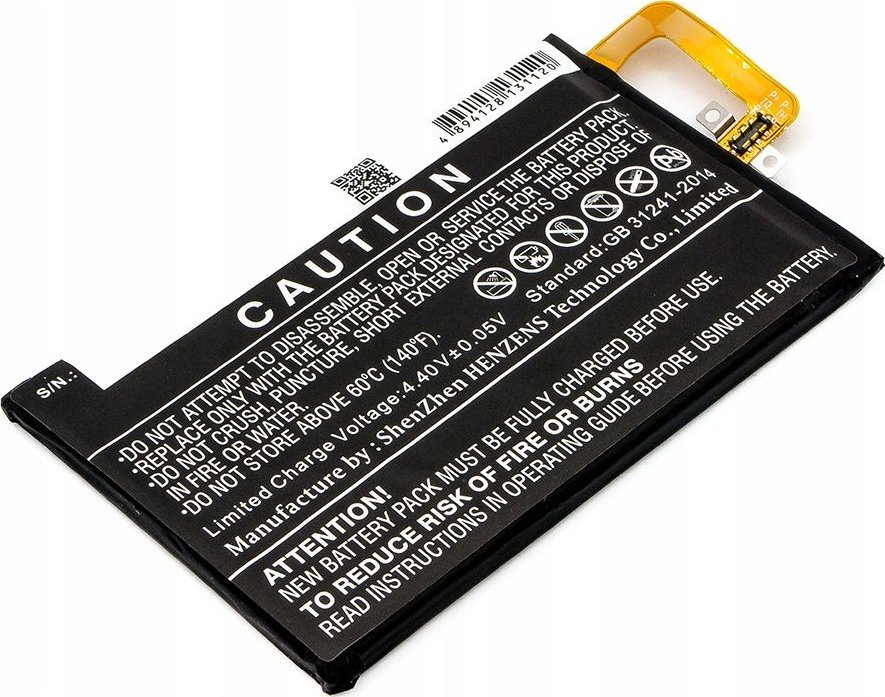 4 894128 131120
CAUTION
•DO NOT ATTEMPT TO DISASSEMBLE, OPEN OR SERVICE THE BATTERY PACK.
•REPLACE ONLY WITH THE BATTERY PACK DESIGNATED FOR THIS PRODUCT.
•DO NOT CRUSH, PUNCTURE, SHORT EXTERNAL CONTACTS OR DISPOSE OF
IN FIRE OR WATER.
•DO NOT STORE ABOVE 60°C (140°F).
Limited Charge Voltage:4.40V±0.05V
Standard:GB 31241-2014
Manufacture by : ShenZhen HENZENS Technology Co., Limited
ATTENTION!
NEW BATTERY PACK MUST BE FULLY CHARGED BEFORE USE.
TO REDUCE RISK OF FIRE OR BURNS
READ INSTRUCTIONS IN OPERATING GUIDE BEFORE USING THE BATTERY.
S/N.:
Pb